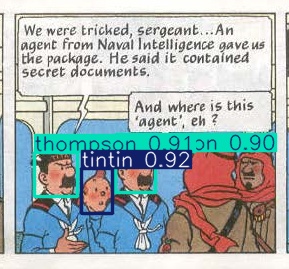 We were tricked, sergeant...An
agent from Naval Intelligence gave us
the package. He said it contained
secret documents.
And where is this
'agent', eh ?
thompson 0.91on 0.90
tintin 0.92